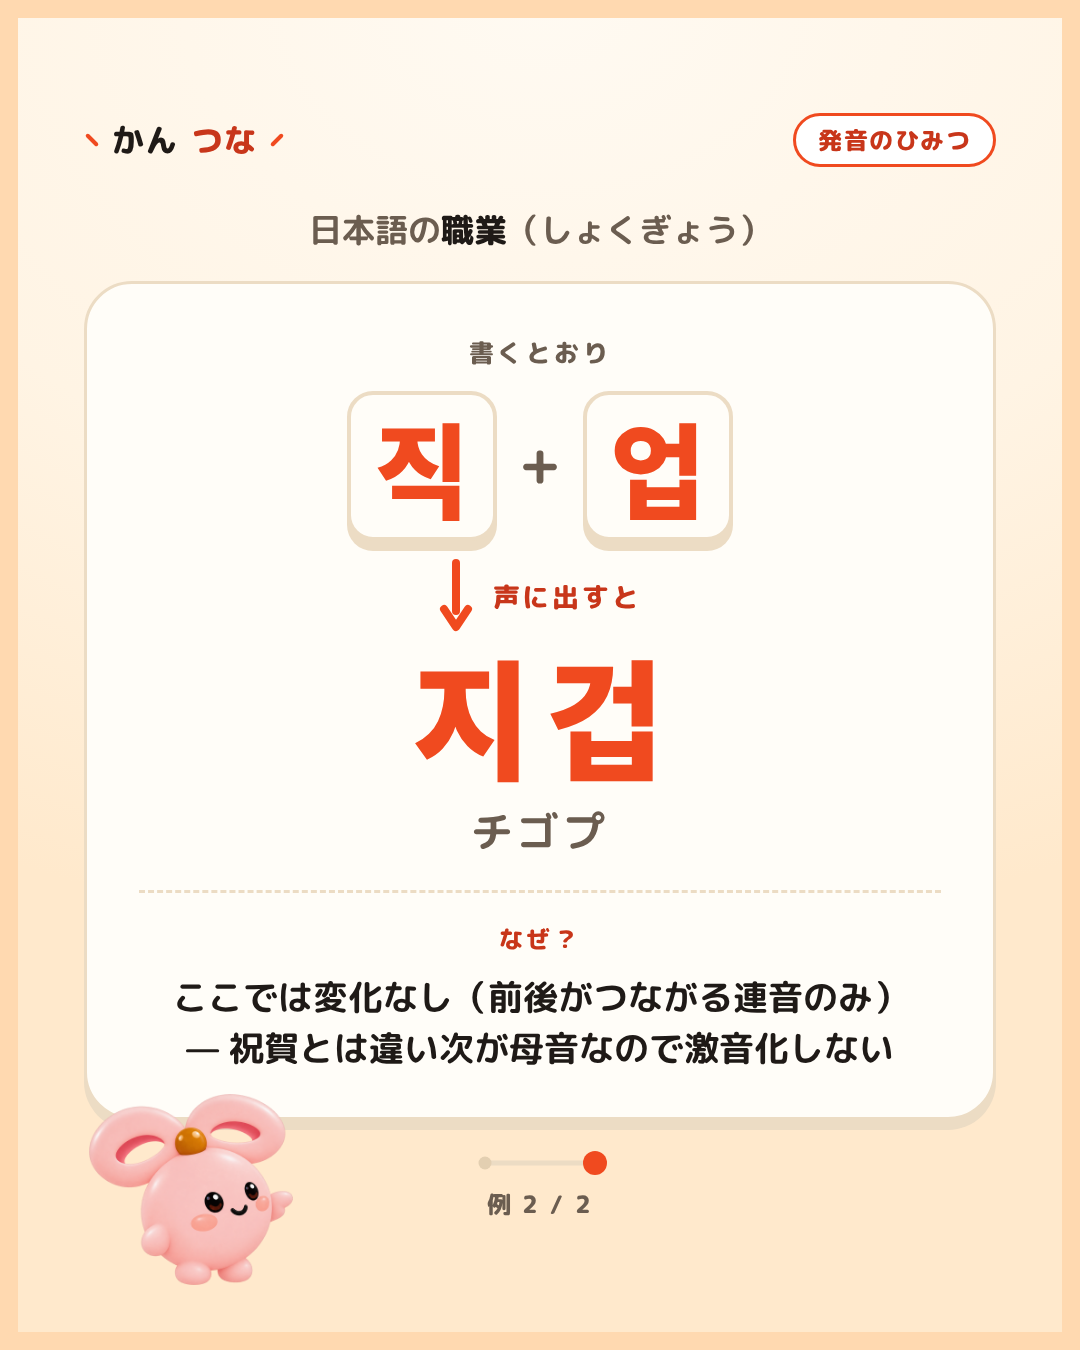 かん つな
発音のひみつ
日本語の職業（しょくぎょう）
書くとおり
직 + 업
声に出すと
지겁
チゴプ
なぜ？
ここでは変化なし（前後がつながる連音のみ）
— 祝賀とは違い次が母音なので激音化しない
例 2 / 2